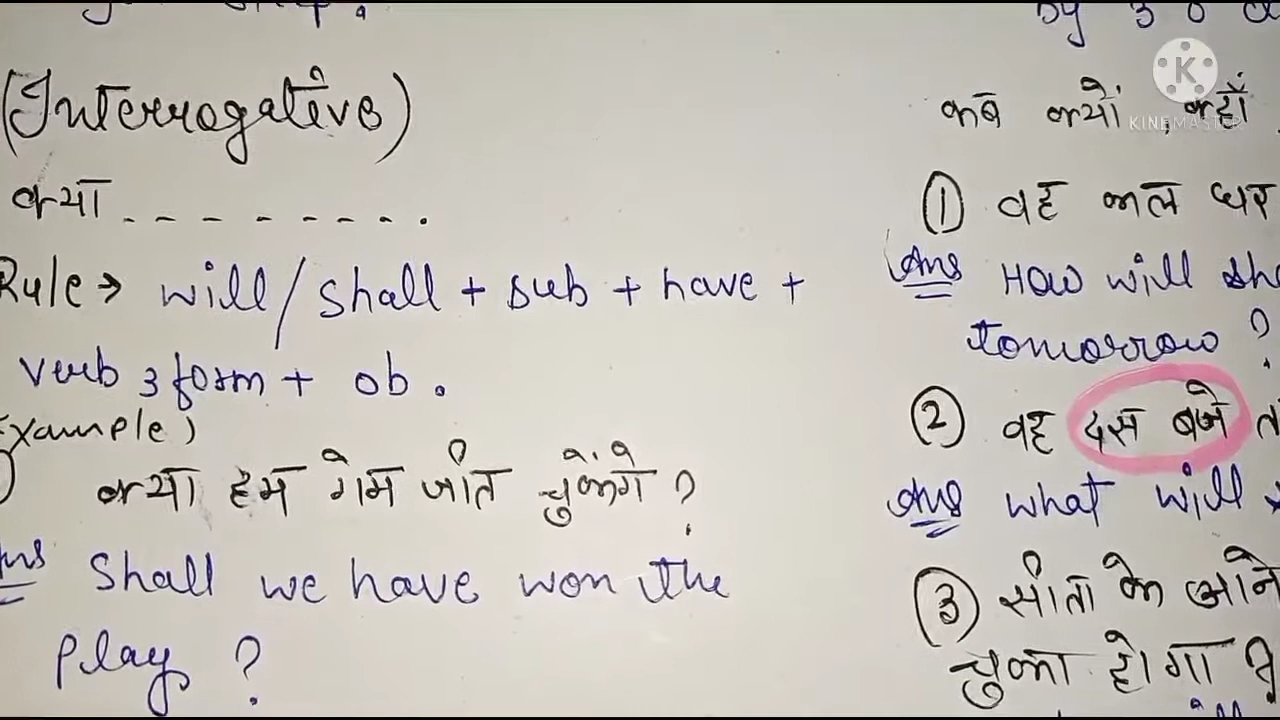 (Interrogative)
क्या - - - - - - - - .
Rule → will/shall + sub + have +
verb 3 form + ob.
Example)
क्या हम गेम जीत चुकेंगे ?
Ans Shall we have won the
play ?
by 3 o
कब क्यों, कहाँ
① वह कल घर
Ans How will
tomorrow ?
② वह दस बजे
Ans what will
③ सीता के आने
चुका होगा
K
KINEMASTER